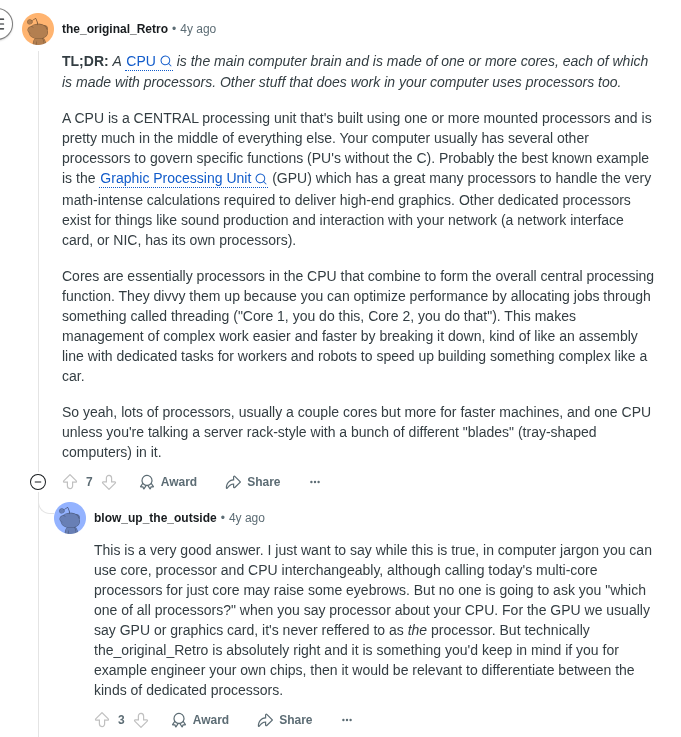 the_original_Retro • 4y ago
TL;DR: A CPU is the main computer brain and is made of one or more cores, each of which
is made with processors. Other stuff that does work in your computer uses processors too.
A CPU is a CENTRAL processing unit that's built using one or more mounted processors and is
pretty much in the middle of everything else. Your computer usually has several other
processors to govern specific functions (PU's without the C). Probably the best known example
is the Graphic Processing Unit (GPU) which has a great many processors to handle the very
math-intense calculations required to deliver high-end graphics. Other dedicated processors
exist for things like sound production and interaction with your network (a network interface
card, or NIC, has its own processors).
Cores are essentially processors in the CPU that combine to form the overall central processing
function. They divvy them up because you can optimize performance by allocating jobs through
something called threading ("Core 1, you do this, Core 2, you do that"). This makes
management of complex work easier and faster by breaking it down, kind of like an assembly
line with dedicated tasks for workers and robots to speed up building something complex like a
car.
So yeah, lots of processors, usually a couple cores but more for faster machines, and one CPU
unless you're talking a server rack-style with a bunch of different "blades" (tray-shaped
computers) in it.
7 Award Share ···
blow_up_the_outside • 4y ago
This is a very good answer. I just want to say while this is true, in computer jargon you can
use core, processor and CPU interchangeably, although calling today's multi-core
processors for just core may raise some eyebrows. But no one is going to ask you "which
one of all processors?" when you say processor about your CPU. For the GPU we usually
say GPU or graphics card, it's never reffered to as the processor. But technically
the_original_Retro is absolutely right and it is something you'd keep in mind if you for
example engineer your own chips, then it would be relevant to differentiate between the
kinds of dedicated processors.
3 Award Share ···